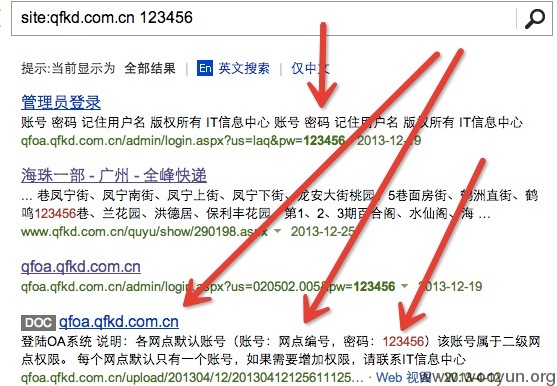 site:qfkd.com.cn 123456
提示:当前显示为 全部结果 | En 英文搜索 | 仅中文
管理员登录
账号 密码 记住用户名 版权所有 IT信息中心 账号 密码 记住用户名 版权所有 IT信息中心
qfoa.qfkd.com.cn/admin/login.aspx?us=laq&pw=123456 2013-12-19
海珠一部 - 广州 - 全峰快递
... 巷凤宁街、凤宁南街、凤宁上街、凤宁下街、龙安大街桃园 5巷面房街、鹤洲直街、鹤
鸣123456巷、兰花园、洪德居、保利丰花园 第1、2、3期百合阁、水仙阁、海 ...
www.qfkd.com.cn/quyu/show/290198.aspx 2013-12-25
qfoa.qfkd.com.cn
qfoa.qfkd.com.cn/admin/login.aspx?us=020502.005&pw=123456 2013-12-19
DOC qfoa.qfkd.com.cn
登陆OA系统 说明：各网点默认账号（账号：网点编号，密码：123456）该账号属于二级网
点权限。 每个网点默认只有一个账号，如果需要增加权限，请联系IT信息中心
qfoa.qfkd.com.cn/upload/201304/12/20130412125611125... · Web 视图 2013-04-02
www.wooyun.org